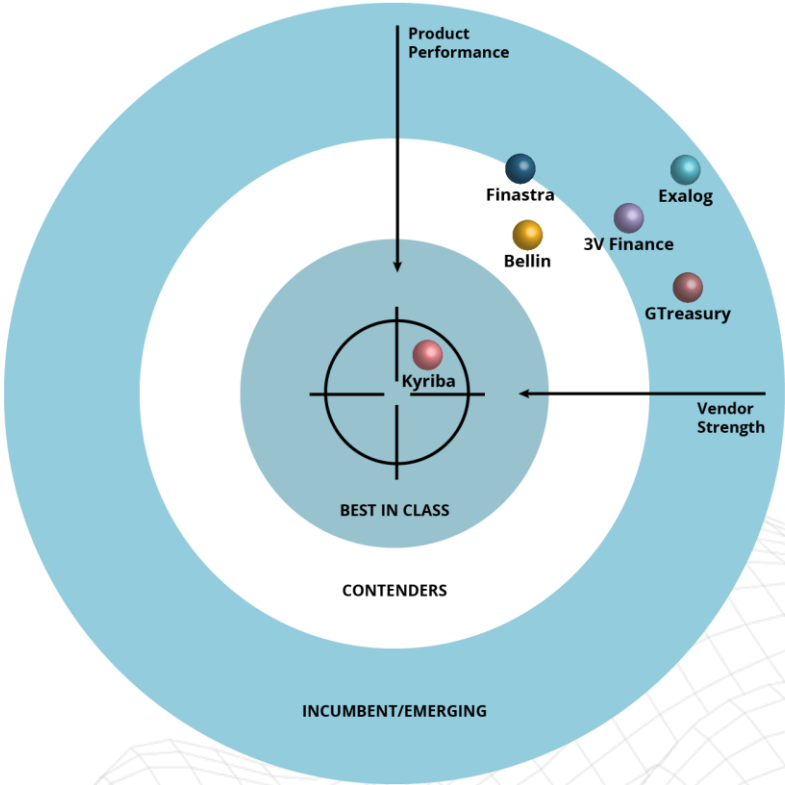 Product
Performance
Finastra
Exalog
3V Finance
Bellin
GTreasury
Kyriba
Vendor
Strength
BEST IN CLASS
CONTENDERS
INCUMBENT/EMERGING